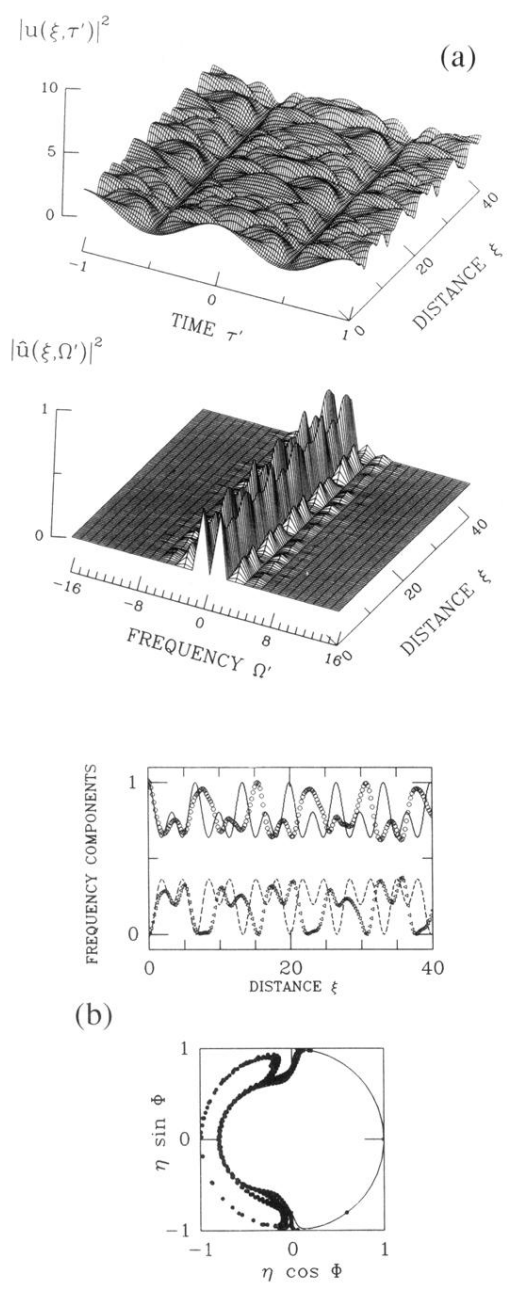 |u(ξ,τ′)|²
(a)
10
5
0
−1
0
1
TIME τ′
0
20
40
DISTANCE ξ
|û(ξ,Ω′)|²
1
0
−16
−8
0
8
16
FREQUENCY Ω′
0
20
40
DISTANCE ξ
FREQUENCY COMPONENTS
1
0
0
20
40
DISTANCE ξ
(b)
η sin Φ
1
0
−1
−1
0
1
η cos Φ